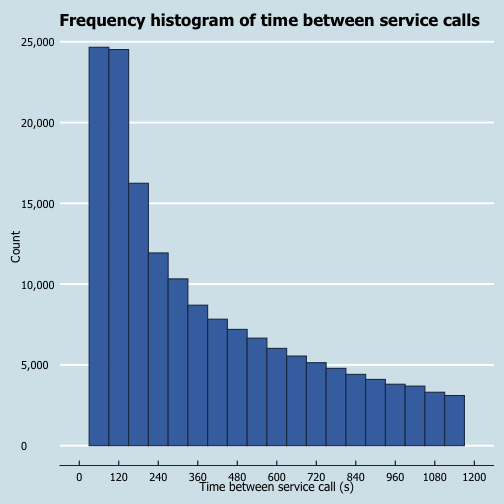 Frequency histogram of time between service calls
25,000
20,000
15,000
10,000
5,000
0
Count
0 120 240 360 480 600 720 840 960 1080 1200
Time between service call (s)